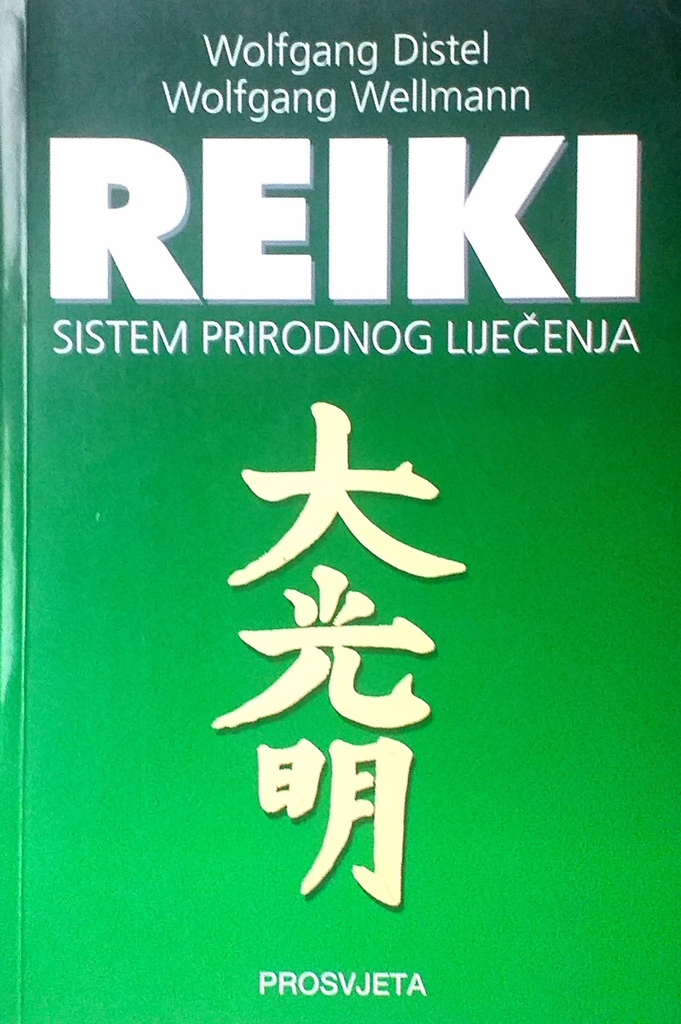 Wolfgang Distel
Wolfgang Wellmann
REIKI
SISTEM PRIRODNOG LIJEČENJA
大
光
明
PROSVJETA